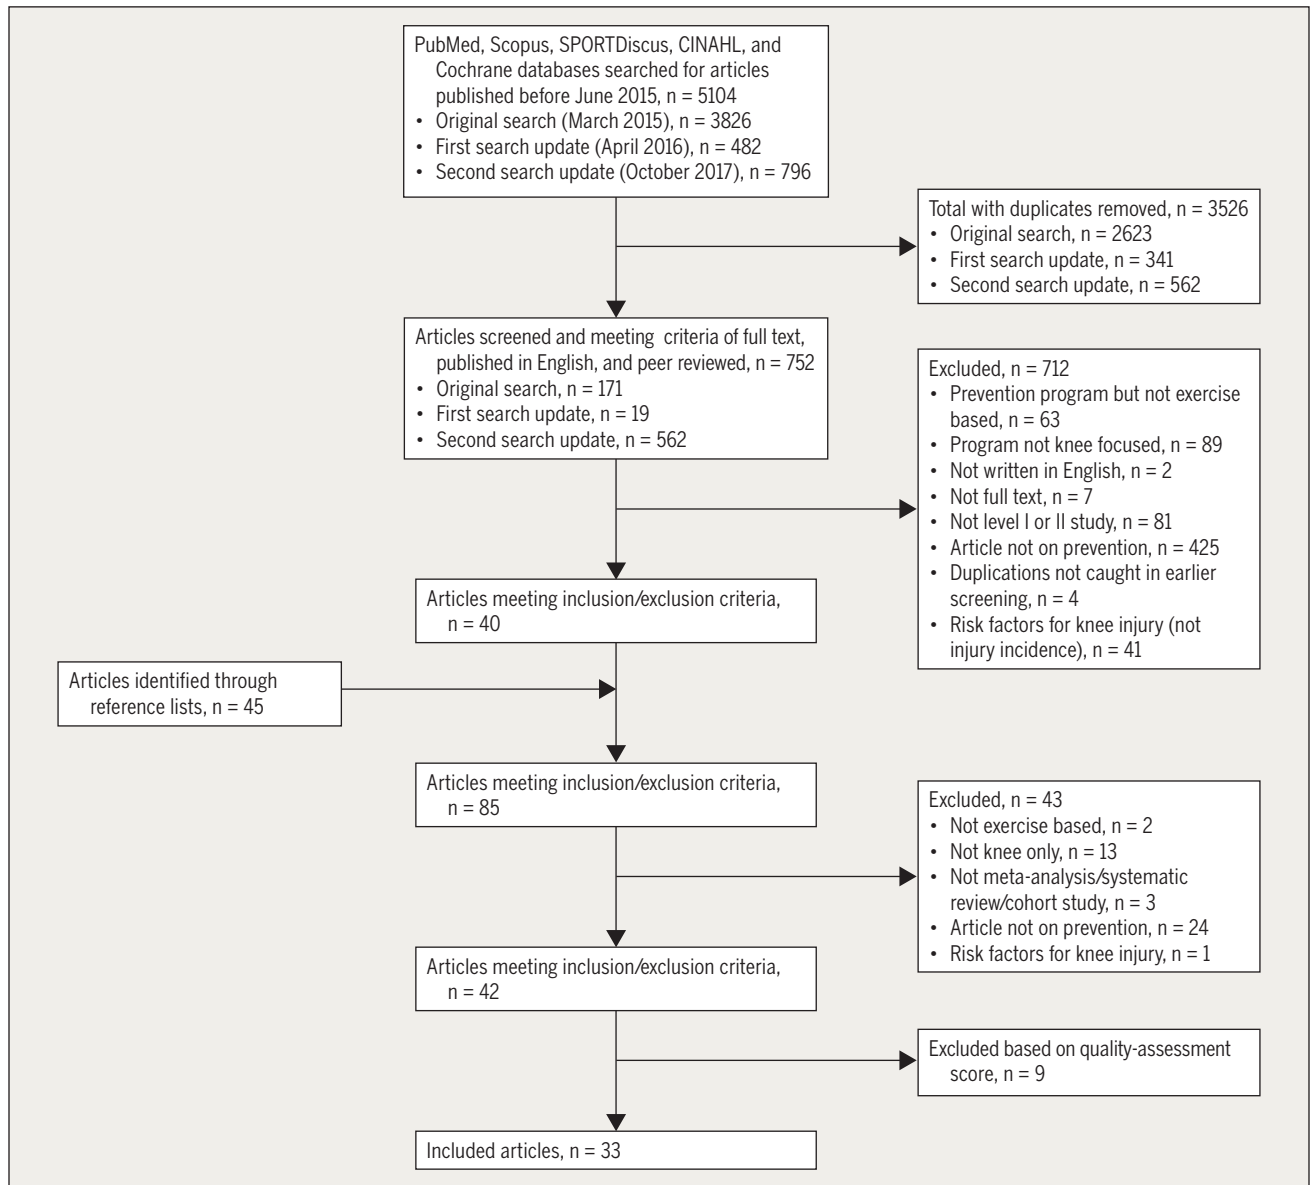 PubMed, Scopus, SPORTDiscus, CINAHL, and
Cochrane databases searched for articles
published before June 2015, n = 5104
• Original search (March 2015), n = 3826
• First search update (April 2016), n = 482
• Second search update (October 2017), n = 796
Total with duplicates removed, n = 3526
• Original search, n = 2623
• First search update, n = 341
• Second search update, n = 562
Articles screened and meeting criteria of full text,
published in English, and peer reviewed, n = 752
• Original search, n = 171
• First search update, n = 19
• Second search update, n = 562
Excluded, n = 712
• Prevention program but not exercise
based, n = 63
• Program not knee focused, n = 89
• Not written in English, n = 2
• Not full text, n = 7
• Not level I or II study, n = 81
• Article not on prevention, n = 425
• Duplications not caught in earlier
screening, n = 4
• Risk factors for knee injury (not
injury incidence), n = 41
Articles meeting inclusion/exclusion criteria,
n = 40
Articles identified through
reference lists, n = 45
Articles meeting inclusion/exclusion criteria,
n = 85
Excluded, n = 43
• Not exercise based, n = 2
• Not knee only, n = 13
• Not meta-analysis/systematic
review/cohort study, n = 3
• Article not on prevention, n = 24
• Risk factors for knee injury, n = 1
Articles meeting inclusion/exclusion criteria,
n = 42
Excluded based on quality-assessment
score, n = 9
Included articles, n = 33